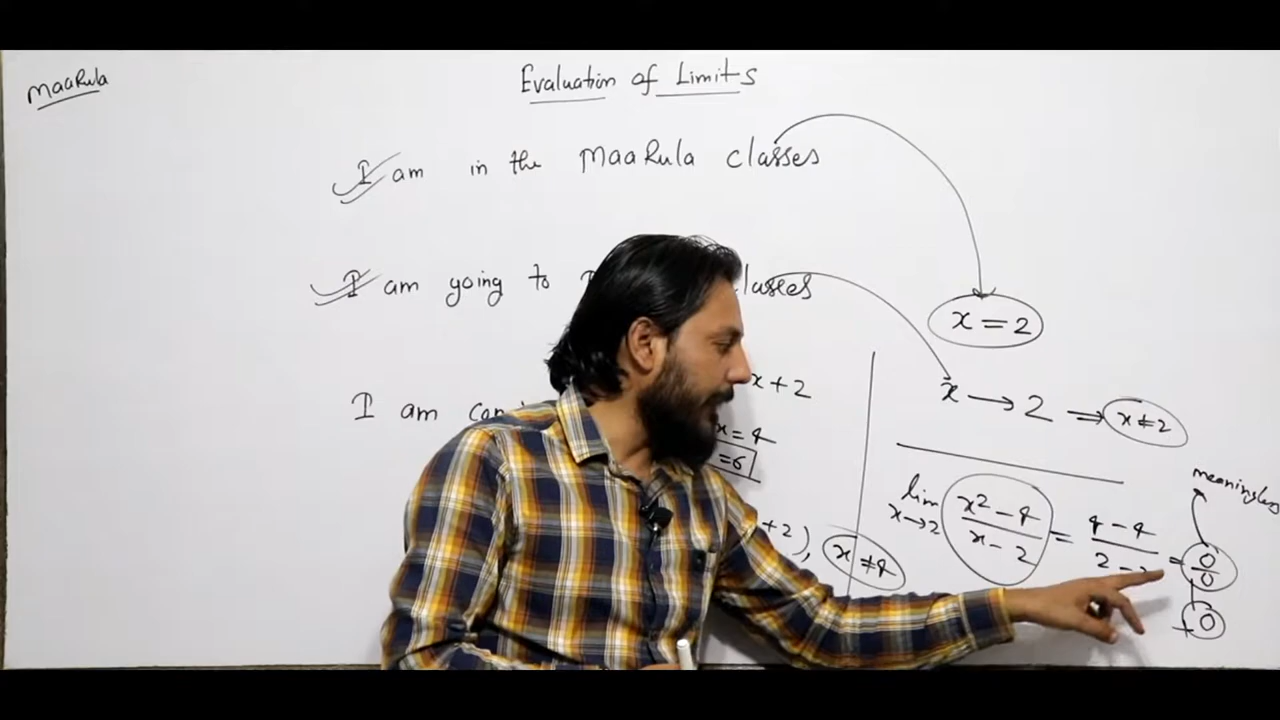 MaaRula
Evaluation of Limits
I am in the MaaRula classes
I am going to classes
x = 2
x → 2 ⇒ x ≠ 2
I am
x + 2
x = 4
= 6
+2), x ≠ 4
lim x→2 x² - 4 / x - 2 = 4 - 4 / 2 - = 0/0
meaningless
0